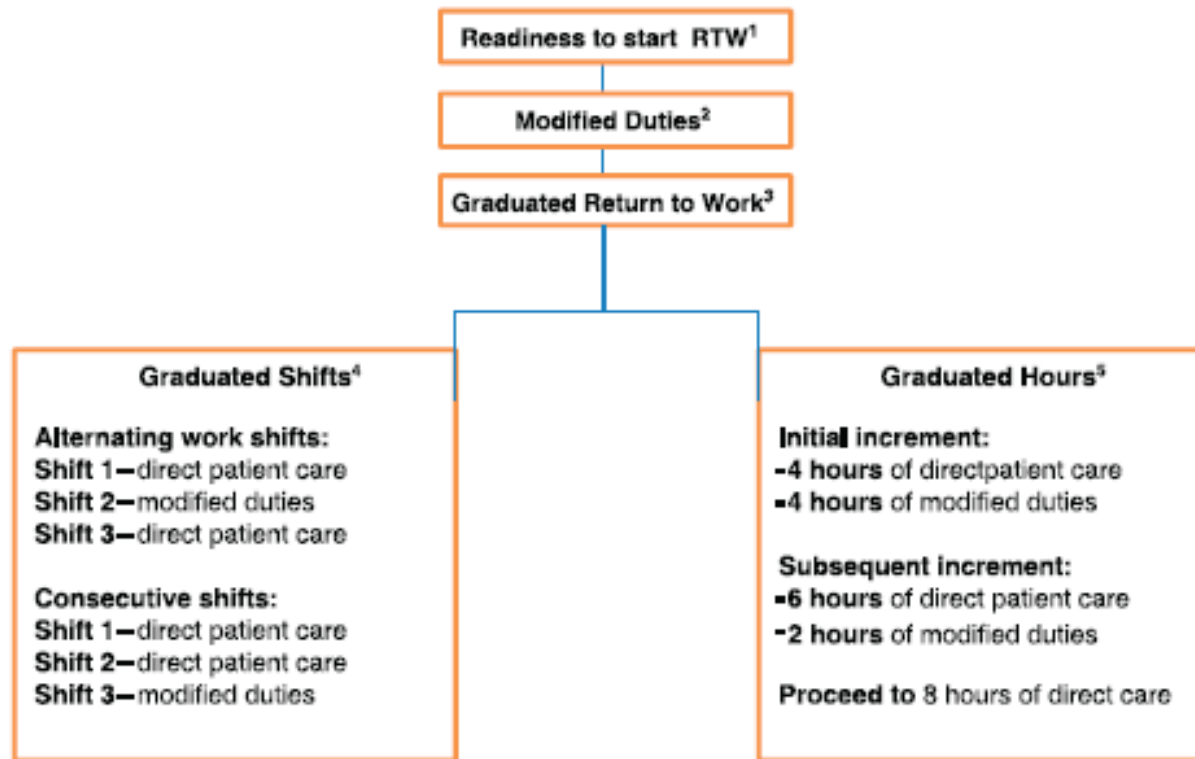 Readiness to start RTW¹
Modified Duties²
Graduated Return to Work³
Graduated Shifts⁴
Alternating work shifts:
Shift 1—direct patient care
Shift 2—modified duties
Shift 3—direct patient care
Consecutive shifts:
Shift 1—direct patient care
Shift 2—direct patient care
Shift 3—modified duties
Graduated Hours⁵
Initial increment:
-4 hours of directpatient care
-4 hours of modified duties
Subsequent increment:
-6 hours of direct patient care
-2 hours of modified duties
Proceed to 8 hours of direct care